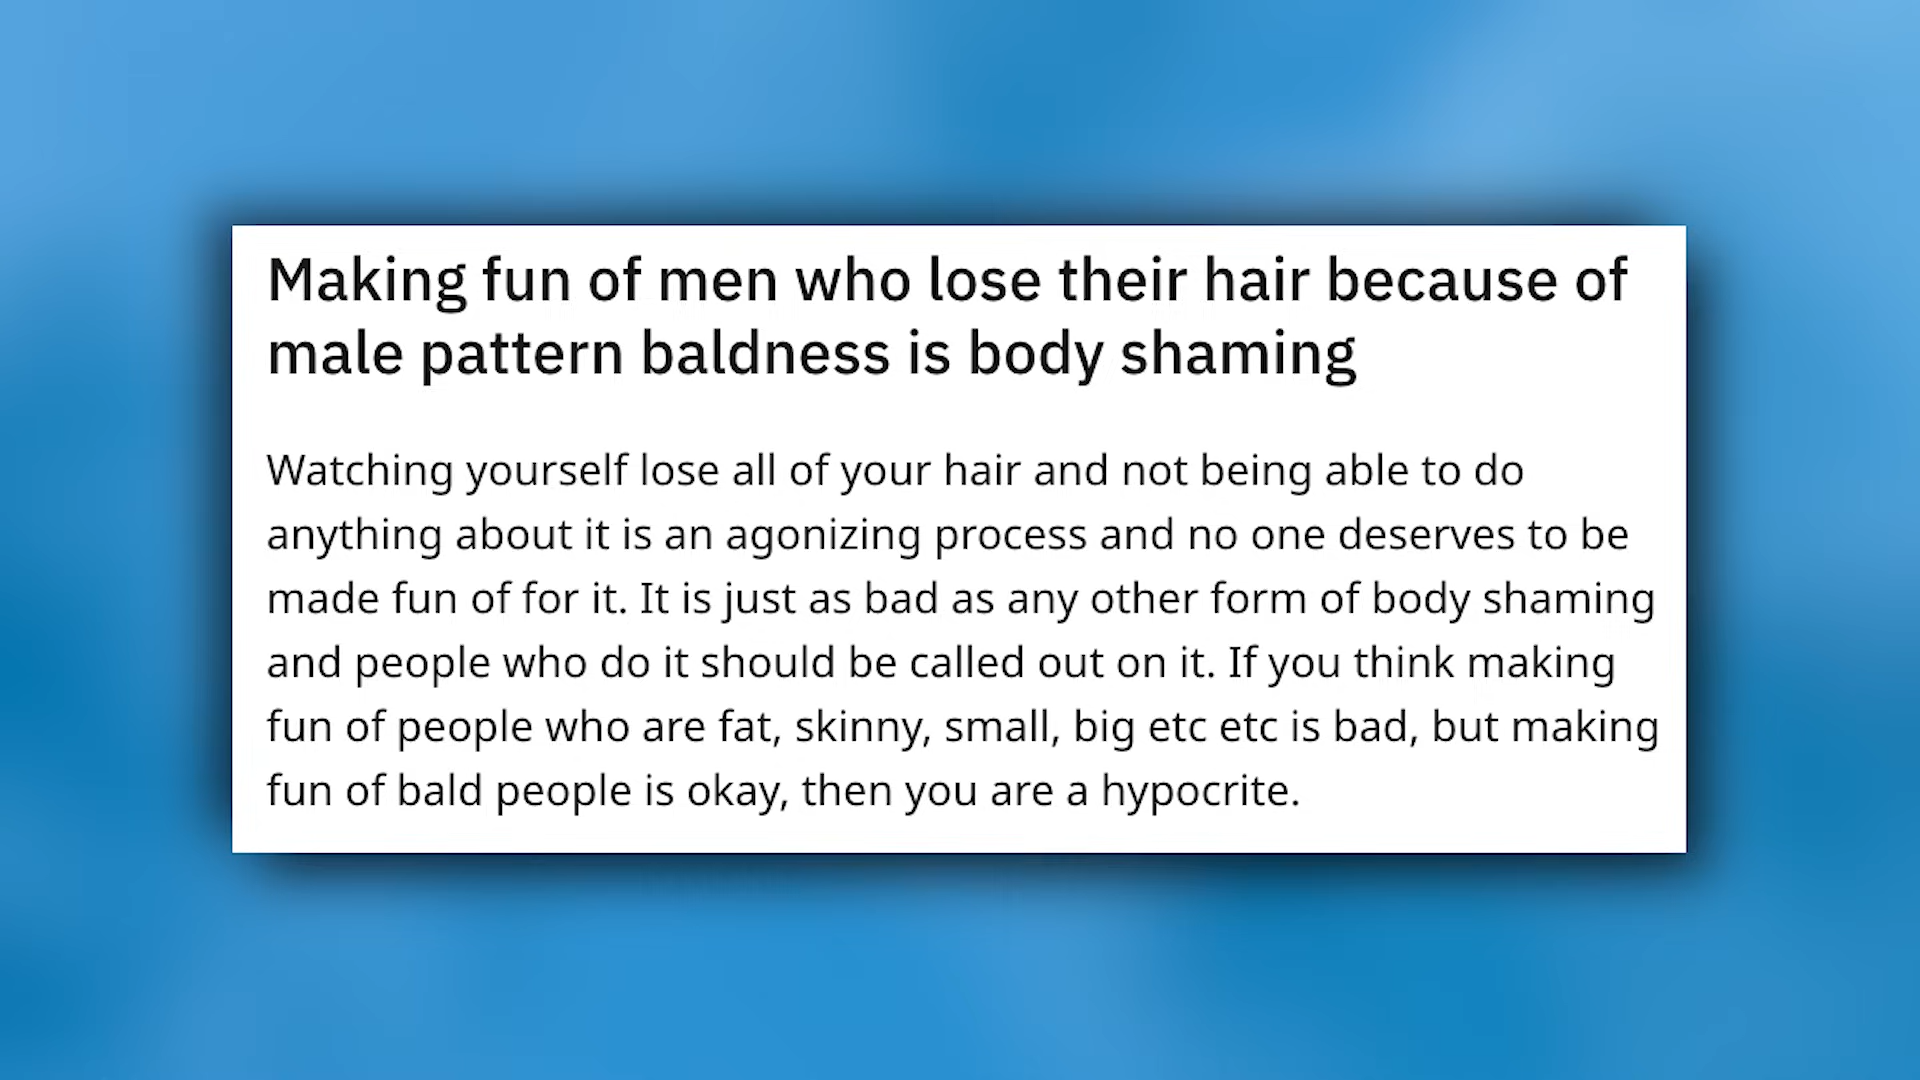 Making fun of men who lose their hair because of
male pattern baldness is body shaming
Watching yourself lose all of your hair and not being able to do
anything about it is an agonizing process and no one deserves to be
made fun of for it. It is just as bad as any other form of body shaming
and people who do it should be called out on it. If you think making
fun of people who are fat, skinny, small, big etc etc is bad, but making
fun of bald people is okay, then you are a hypocrite.